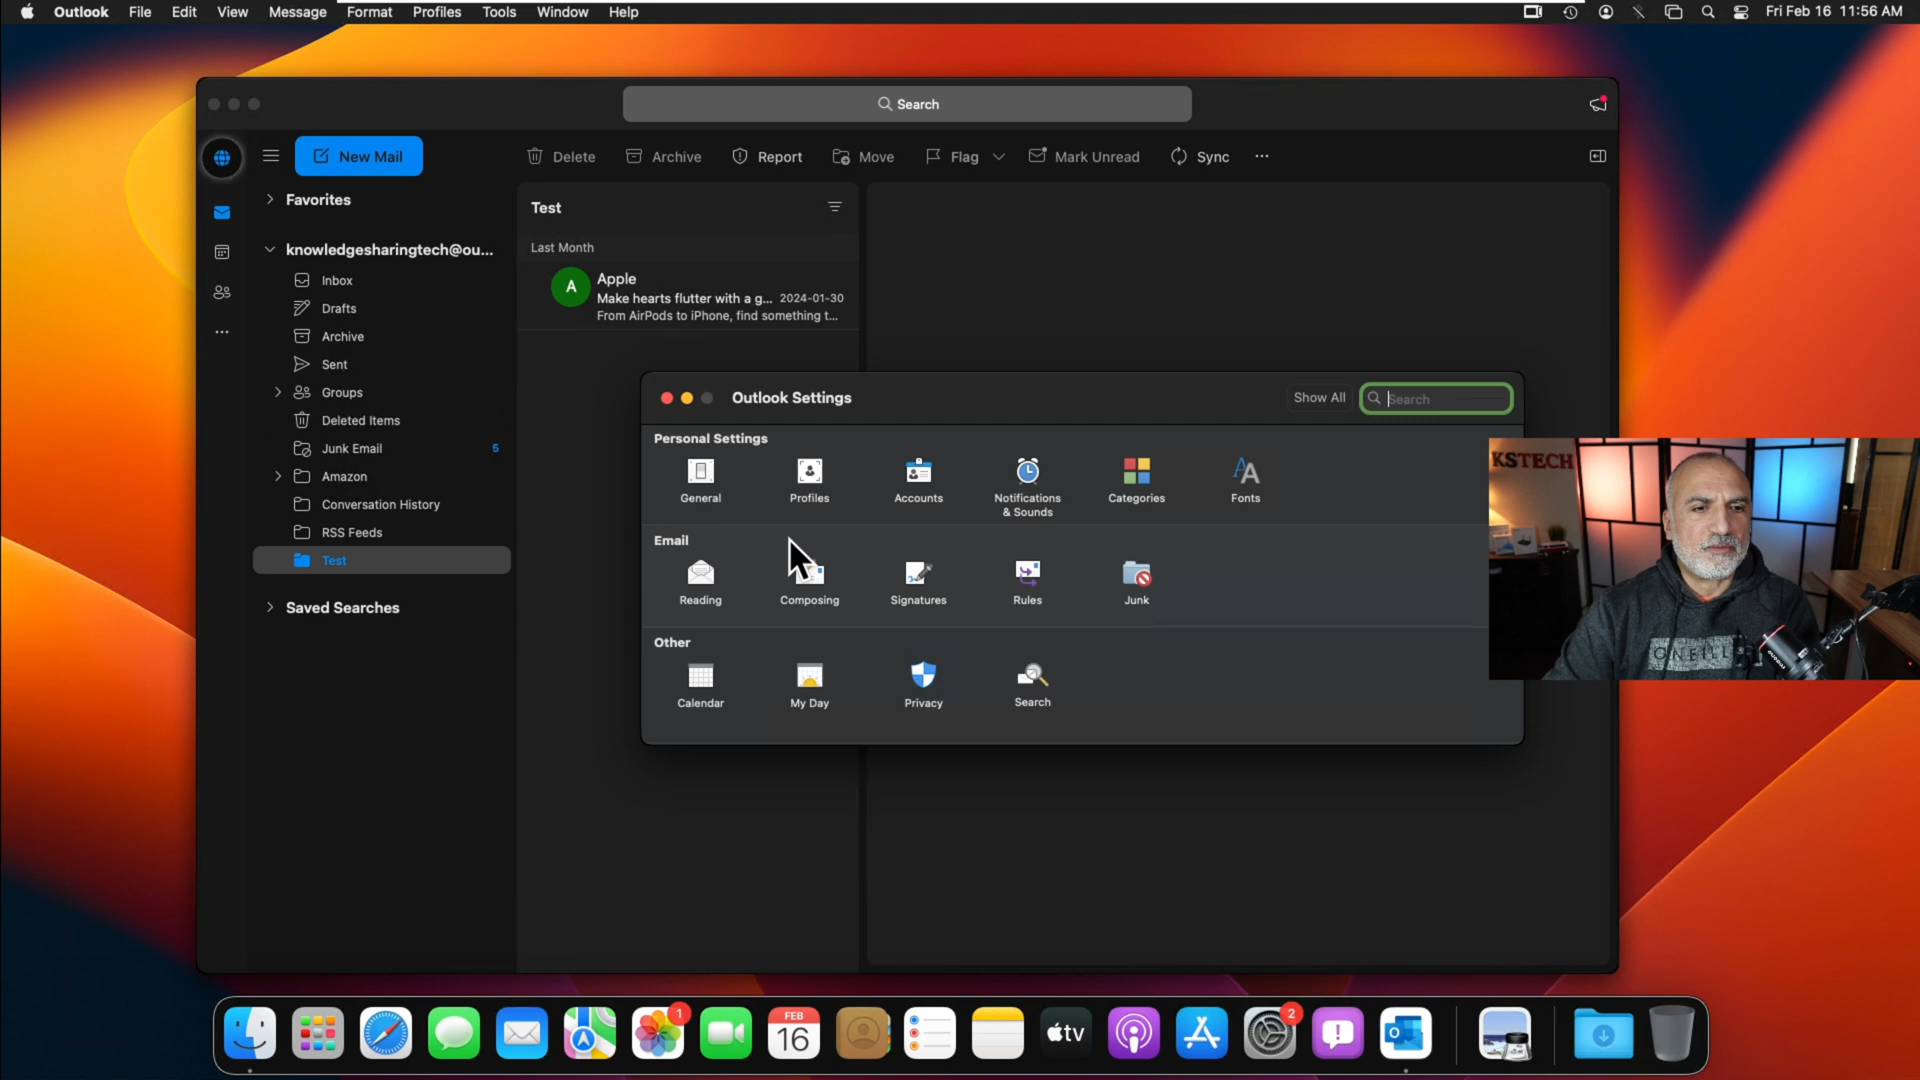 Outlook File Edit View Message Format Profiles Tools Window Help
Fri Feb 16 11:56 AM
Search
New Mail
Delete Archive Report Move Flag Mark Unread Sync
Favorites
knowledgesharingtech@ou...
Inbox
Drafts
Archive
Sent
Groups
Deleted Items
Junk Email 5
Amazon
Conversation History
RSS Feeds
Test
Saved Searches
Test
Last Month
A
Apple
Make hearts flutter with a g... 2024-01-30
From AirPods to iPhone, find something t...
Outlook Settings
Show All
Search
Personal Settings
General
Profiles
Accounts
Notifications
& Sounds
Categories
Fonts
Email
Reading
Composing
Signatures
Rules
Junk
Other
Calendar
My Day
Privacy
Search
KSTECH
O'NEILL
1
FEB
16
tv
2